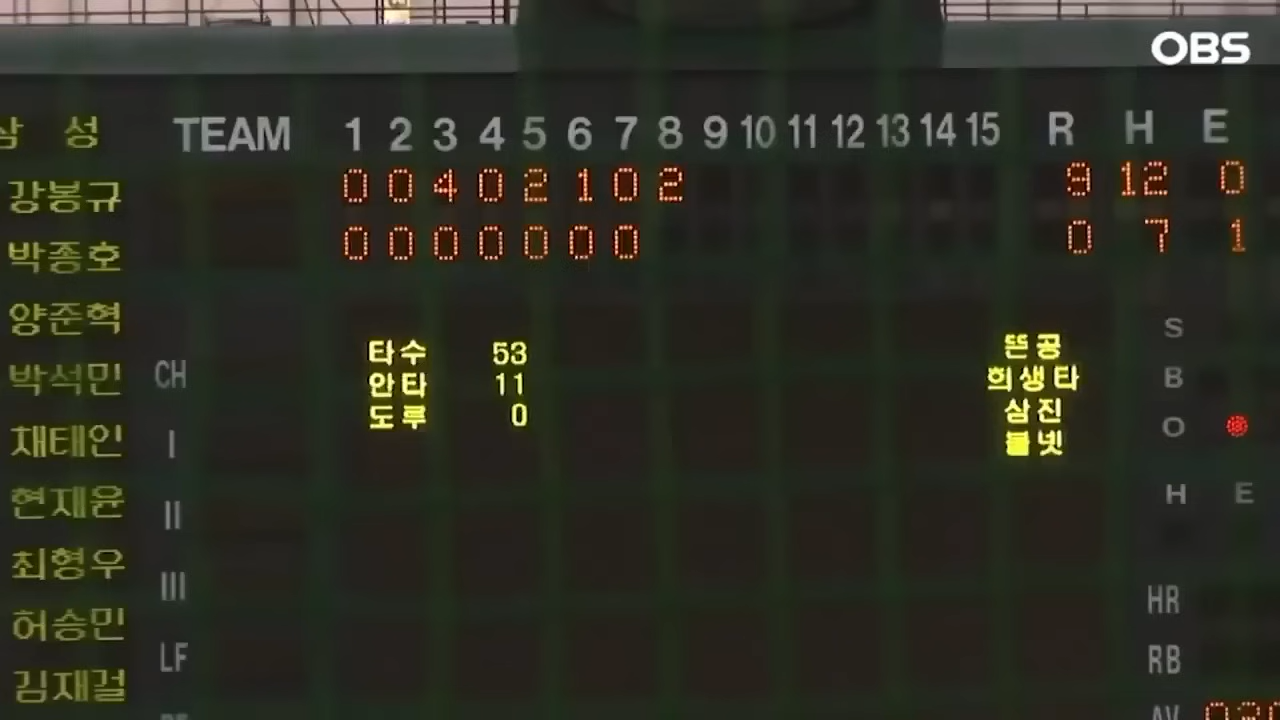 OBS
삼 성 TEAM 1 2 3 4 5 6 7 8 9 10 11 12 13 14 15 R H E
강봉규 0 0 4 0 2 1 0 2 9 12 0
박종호 0 0 0 0 0 0 0 0 7 1
양준혁 S
타수 53 뜬공
박석민 CH 안타 11 희생타 B
도루 0 삼진 O
채태인 I 볼넷
현재윤 II H E
최형우 III HR
허승민
김재걸 LF RB
AV